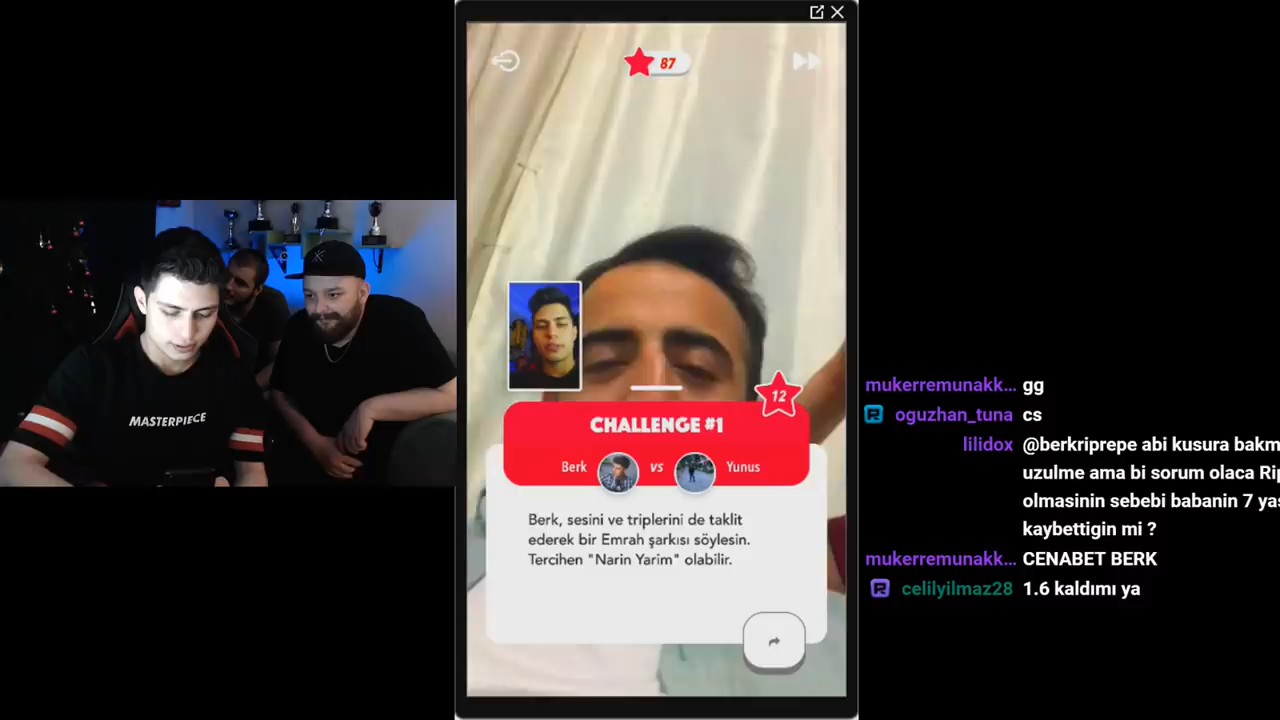 87
MASTERPIECE
12
CHALLENGE #1
Berk vs Yunus
Berk, sesini ve triplerini de taklit
ederek bir Emrah şarkısı söylesin.
Tercihen "Narin Yarim" olabilir.
mukerremunakk... gg
oguzhan_tuna cs
lilidox @berkriprepe abi kusura bakm
uzulme ama bi sorum olaca Rip
olmasinin sebebi babanin 7 yas
kaybettigin mi ?
mukerremunakk... CENABET BERK
celilyilmaz28 1.6 kaldımı ya